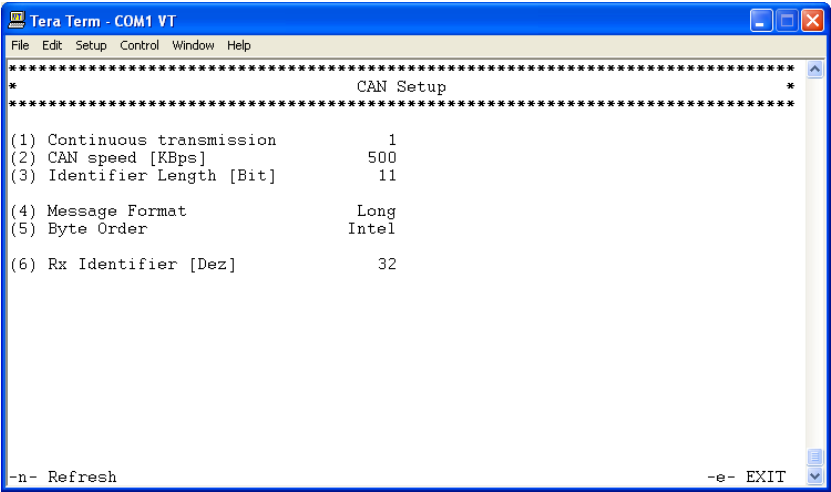 Tera Term - COM1 VT
File Edit Setup Control Window Help
*******************************************************************************
* CAN Setup *
*******************************************************************************
(1) Continuous transmission 1
(2) CAN speed [KBps] 500
(3) Identifier Length [Bit] 11
(4) Message Format Long
(5) Byte Order Intel
(6) Rx Identifier [Dez] 32
-n- Refresh -e- EXIT